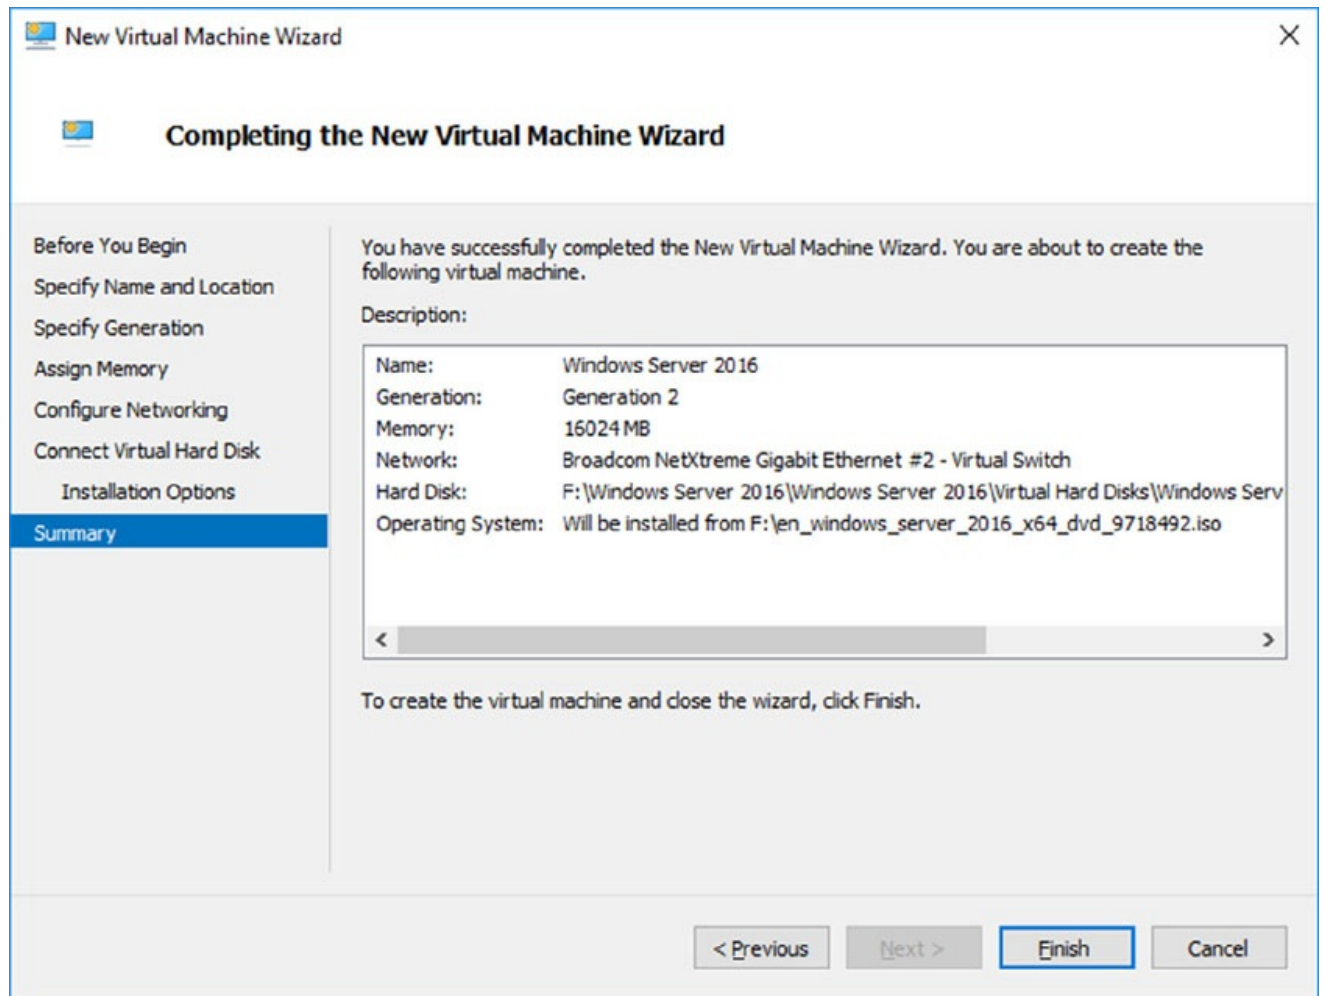 New Virtual Machine Wizard
Completing the New Virtual Machine Wizard
Before You Begin
Specify Name and Location
Specify Generation
Assign Memory
Configure Networking
Connect Virtual Hard Disk
Installation Options
Summary
You have successfully completed the New Virtual Machine Wizard. You are about to create the
following virtual machine.
Description:
Name: Windows Server 2016
Generation: Generation 2
Memory: 16024 MB
Network: Broadcom NetXtreme Gigabit Ethernet #2 - Virtual Switch
Hard Disk: F:\Windows Server 2016\Windows Server 2016\Virtual Hard Disks\Windows Serv
Operating System: Will be installed from F:\en_windows_server_2016_x64_dvd_9718492.iso
To create the virtual machine and close the wizard, click Finish.
< Previous Next > Finish Cancel